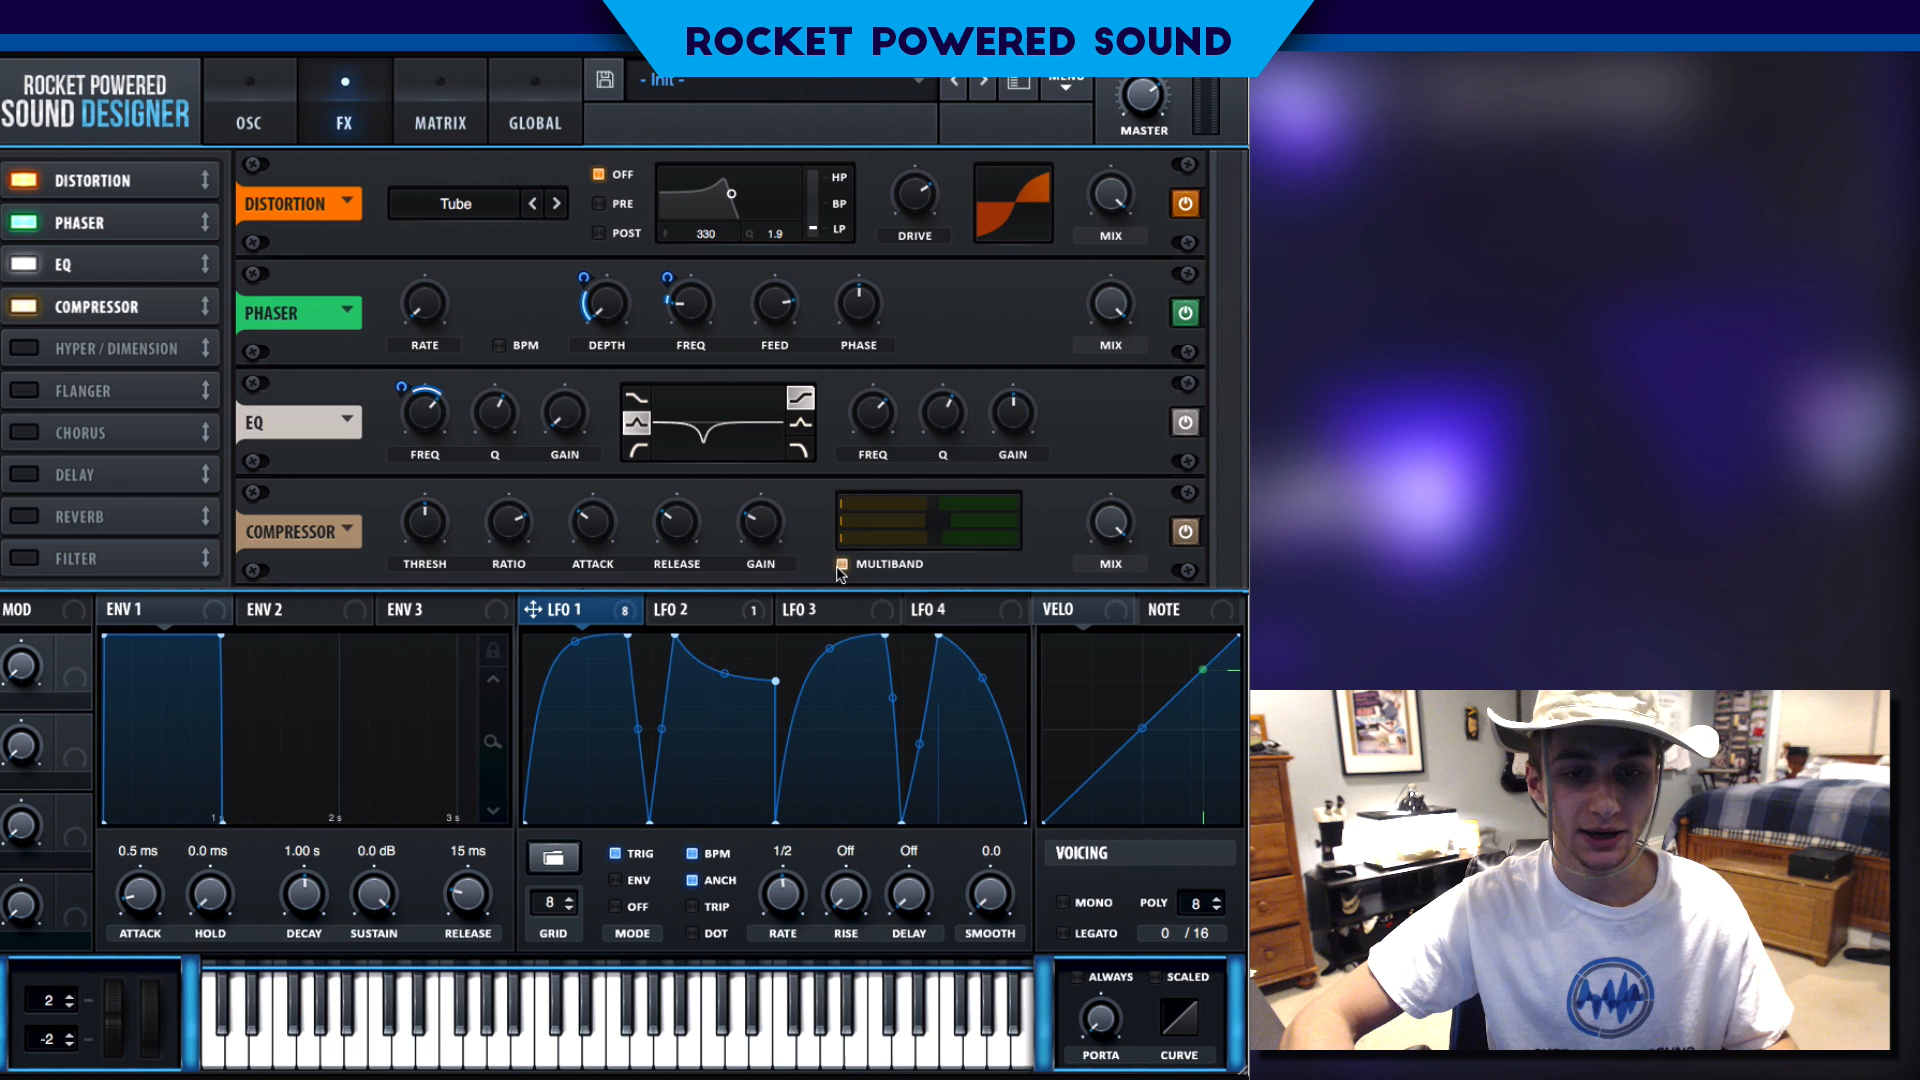 ROCKET POWERED SOUND
ROCKET POWERED
SOUND DESIGNER
OSC
FX
MATRIX
GLOBAL
- Init -
MENU
MASTER
DISTORTION
PHASER
EQ
COMPRESSOR
HYPER / DIMENSION
FLANGER
CHORUS
DELAY
REVERB
FILTER
DISTORTION
Tube
OFF
PRE
POST
F 330 Q 1.9
HP
BP
LP
DRIVE
MIX
PHASER
RATE
BPM
DEPTH
FREQ
FEED
PHASE
MIX
EQ
FREQ
Q
GAIN
FREQ
Q
GAIN
COMPRESSOR
THRESH
RATIO
ATTACK
RELEASE
GAIN
MULTIBAND
MIX
MOD
ENV 1
ENV 2
ENV 3
LFO 1 8
LFO 2 1
LFO 3
LFO 4
VELO
NOTE
2 s
3 s
0.5 ms
0.0 ms
1.00 s
0.0 dB
15 ms
ATTACK
HOLD
DECAY
SUSTAIN
RELEASE
8
GRID
TRIG
ENV
OFF
MODE
BPM
ANCH
TRIP
DOT
1/2
Off
Off
0.0
RATE
RISE
DELAY
SMOOTH
VOICING
MONO
POLY 8
LEGATO
0 / 16
2
-2
ALWAYS
SCALED
PORTA
CURVE